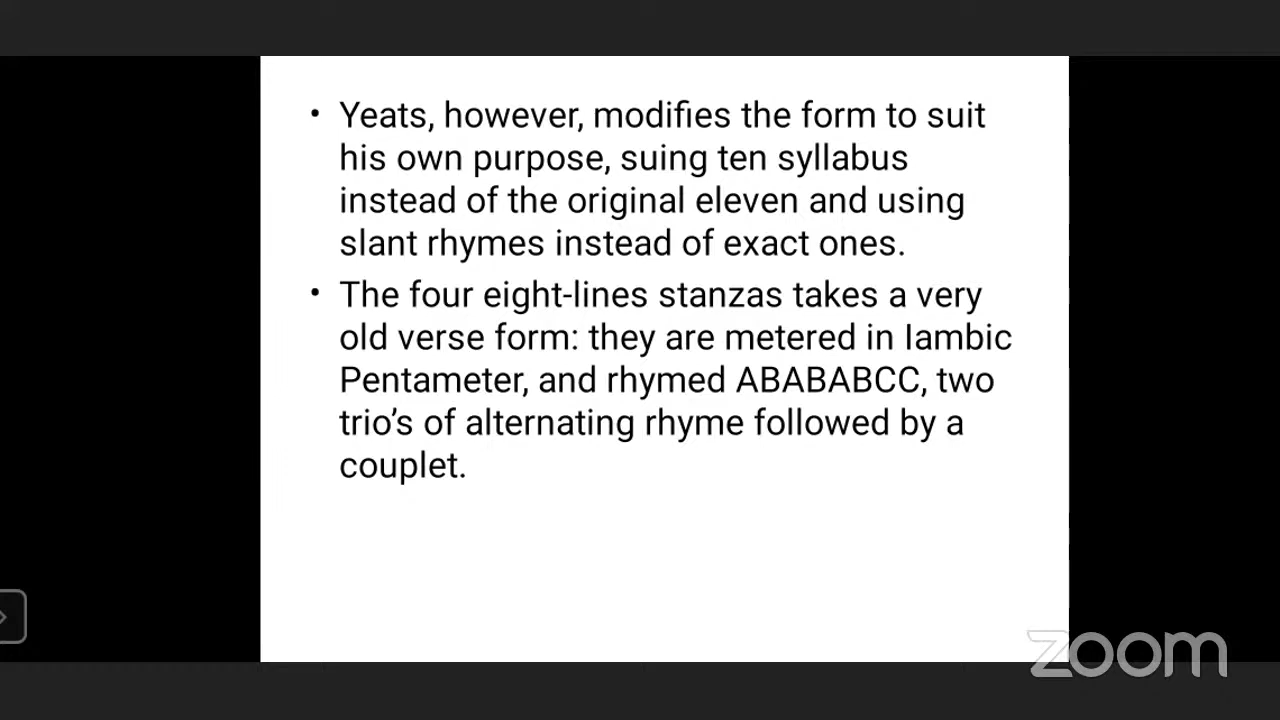 • Yeats, however, modifies the form to suit
his own purpose, suing ten syllabus
instead of the original eleven and using
slant rhymes instead of exact ones.
• The four eight-lines stanzas takes a very
old verse form: they are metered in Iambic
Pentameter, and rhymed ABABABCC, two
trio’s of alternating rhyme followed by a
couplet.
zoom